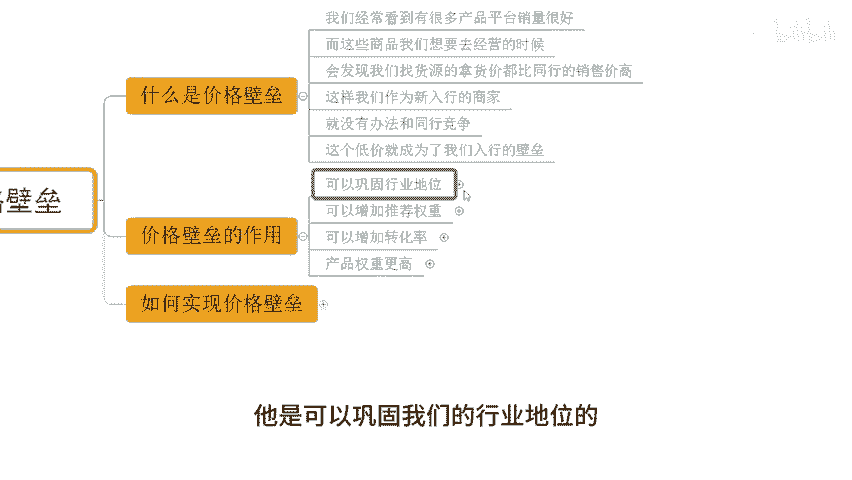 我们经常看到有很多产品平台销量很好
而这些商品我们想要去经营的时候
会发现我们找货源的拿货价都比同行的销售价高
什么是价格壁垒
这样我们作为新入行的商家
就没有办法和同行竞争
这个低价就成为了我们入行的壁垒
可以巩固行业地位
格壁垒
可以增加推荐权重
价格壁垒的作用
可以增加转化率
产品权重更高
如何实现价格壁垒
他是可以巩固我们的行业地位的